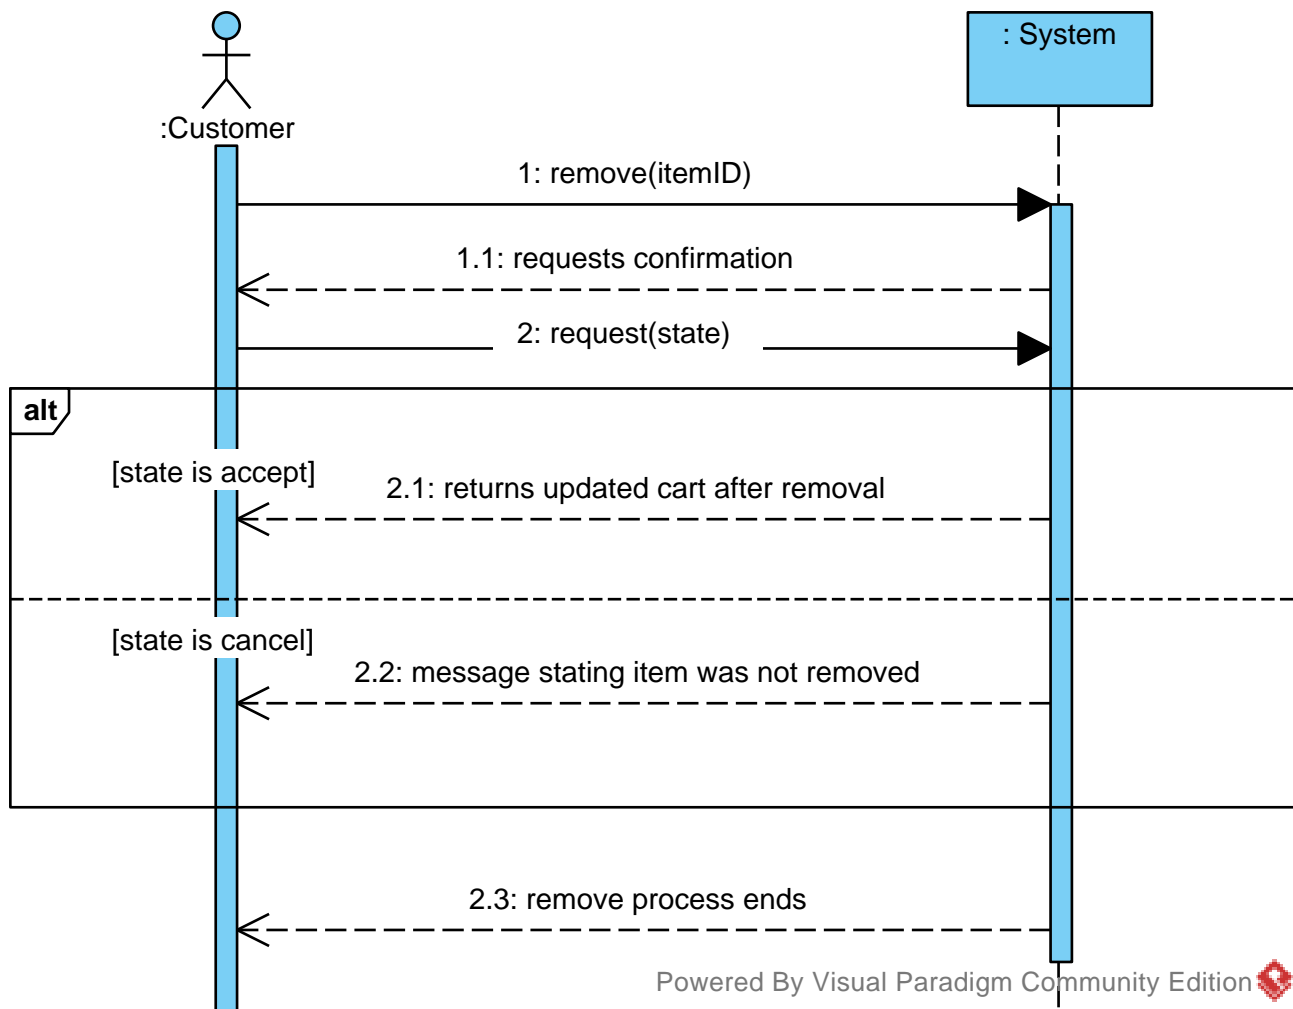 : System
:Customer
1: remove(itemID)
1.1: requests confirmation
2: request(state)
alt
[state is accept]
2.1: returns updated cart after removal
[state is cancel]
2.2: message stating item was not removed
2.3: remove process ends
Powered By Visual Paradigm Community Edition